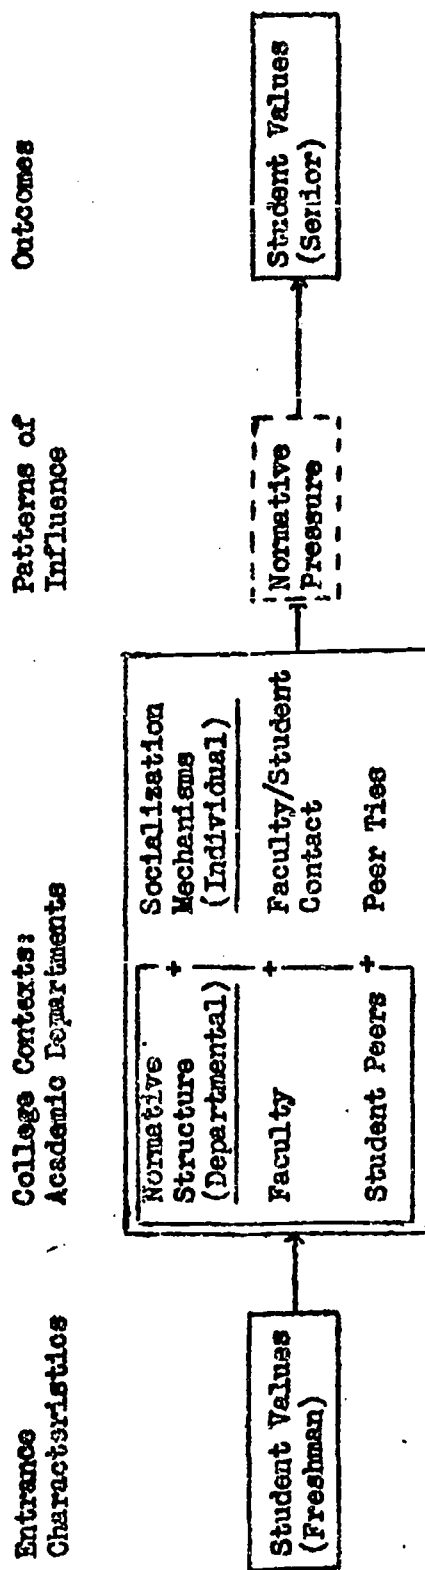 Entrance
Characteristics
College Contexts:
Academic Departments
Patterns of
Influence
Outcomes
Student Values
(Freshman)
Normative
Structure
(Departmental)
Faculty
Student Peers
+
+
+
Socialization
Mechanisms
(Individual)
Faculty/Student
Contact
Peer Ties
Normative
Pressure
Student Values
(Senior)